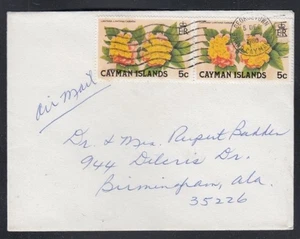 CAYMAN ISLANDS 5c CAYMAN ISLANDS 5c
Air Mail
Dr. & Mrs. Rupert Badden
944 Deloris Dr.
Birmingham, Ala.
35226